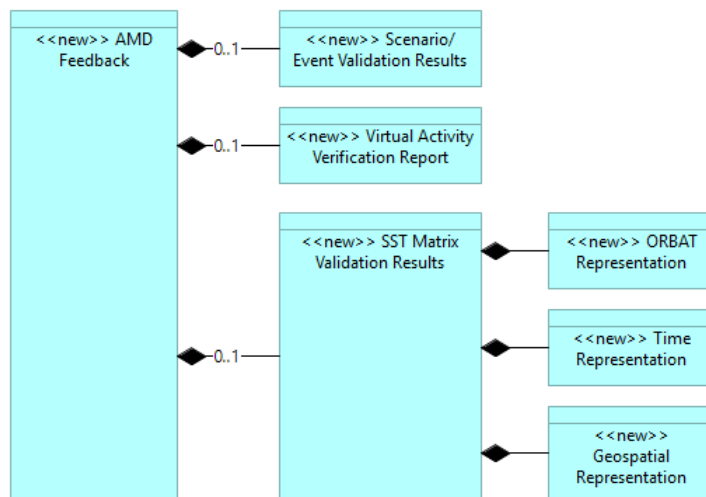 <<new>> AMD
Feedback
0..1
<<new>> Scenario/
Event Validation Results
0..1
<<new>> Virtual Activity
Verification Report
0..1
<<new>> SST Matrix
Validation Results
<<new>> ORBAT
Representation
<<new>> Time
Representation
<<new>>
Geospatial
Representation